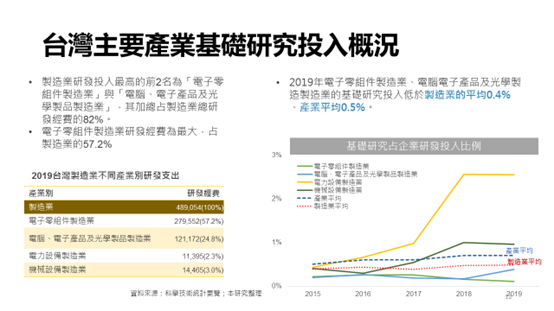 台灣主要產業基礎研究投入概況
• 製造業研發投入最高的前2名為「電子零
組件製造業」與「電腦、電子產品及光
學製品製造業」，其加總占製造業總研
發經費的82%。
• 電子零組件製造業研發經費為最大，占
製造業的57.2%
2019台灣製造業不同產業別研發支出
產業別 研發經費
製造業 489,054(100%)
電子零組件製造業 279,552(57.2%)
電腦、電子產品及光學製品製造業 121,172(24.8%)
電力設備製造業 11,395(2.3%)
機械設備製造業 14,465(3.0%)
資料來源：科學技術統計要覽；本研究整理
• 2019年電子零組件製造業、電腦電子產品及光學製
造製造業的基礎研究投入低於製造業的平均0.4%
、產業平均0.5%。
基礎研究占企業研發投入比例
3%
2%
1%
0%
電子零組件製造業
電腦、電子產品及光學製品製造業
電力設備製造業
機械設備製造業
產業平均
製造業平均
產業平均
製造業平均
2015 2016 2017 2018 2019